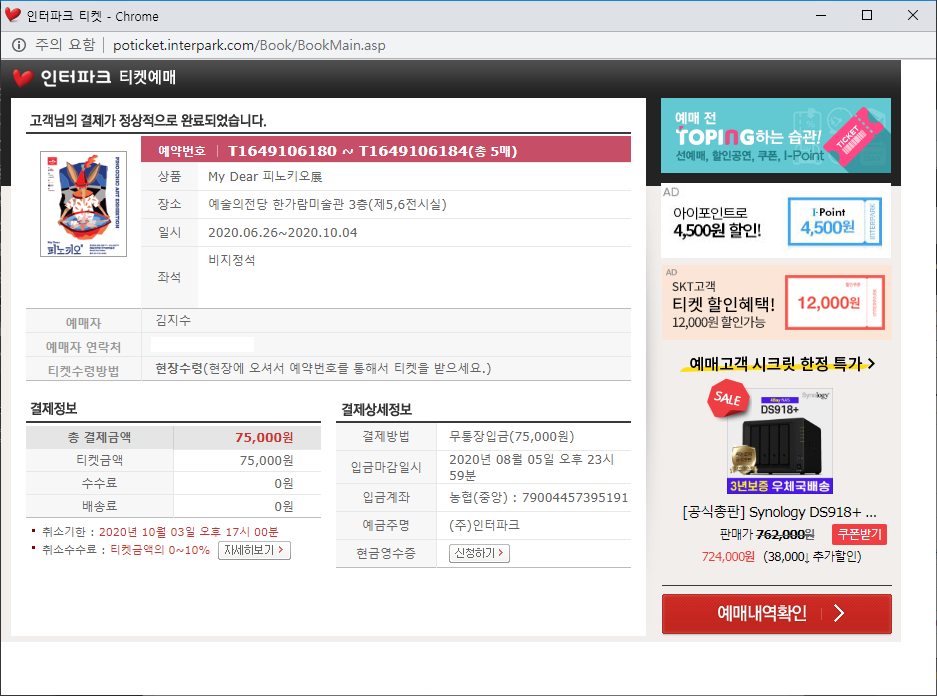 인터파크 티켓 - Chrome
주의 요함 | poticket.interpark.com/Book/BookMain.asp
인터파크 티켓예매
고객님의 결제가 정상적으로 완료되었습니다.
예약번호 | T1649106180 ~ T1649106184(총 5매)
상품 My Dear 피노키오展
장소 예술의전당 한가람미술관 3층(제5,6전시실)
일시 2020.06.26~2020.10.04
좌석 비지정석
PINOCCHIO ART EXHIBITION
My Dear
피노키오
예매자 김지수
예매자 연락처
티켓수령방법 현장수령(현장에 오셔서 예약번호를 통해서 티켓을 받으세요.)
결제정보
총 결제금액 75,000원
티켓금액 75,000원
수수료 0원
배송료 0원
취소기한 : 2020년 10월 03일 오후 17시 00분
취소수수료 : 티켓금액의 0~10% 자세히보기 >
결제상세정보
결제방법 무통장입금(75,000원)
입금마감일시 2020년 08월 05일 오후 23시
59분
입금계좌 농협(중앙) : 79004457395191
예금주명 (주)인터파크
현금영수증 신청하기 >
예매 전
TOPING하는 습관!
선예매, 할인공연, 쿠폰, I-Point
TICKET
AD
아이포인트로
4,500원 할인!
I-Point
4,500원
INTERPARK
AD
SKT고객
티켓 할인혜택!
12,000원 할인가능
12,000원
예매고객 시크릿 한정 특가 >
SALE
Synology
DS918+
3년보증 우체국배송
[공식총판] Synology DS918+ ...
판매가 762,000원 쿠폰받기
724,000원 (38,000↓ 추가할인)
예매내역확인 >